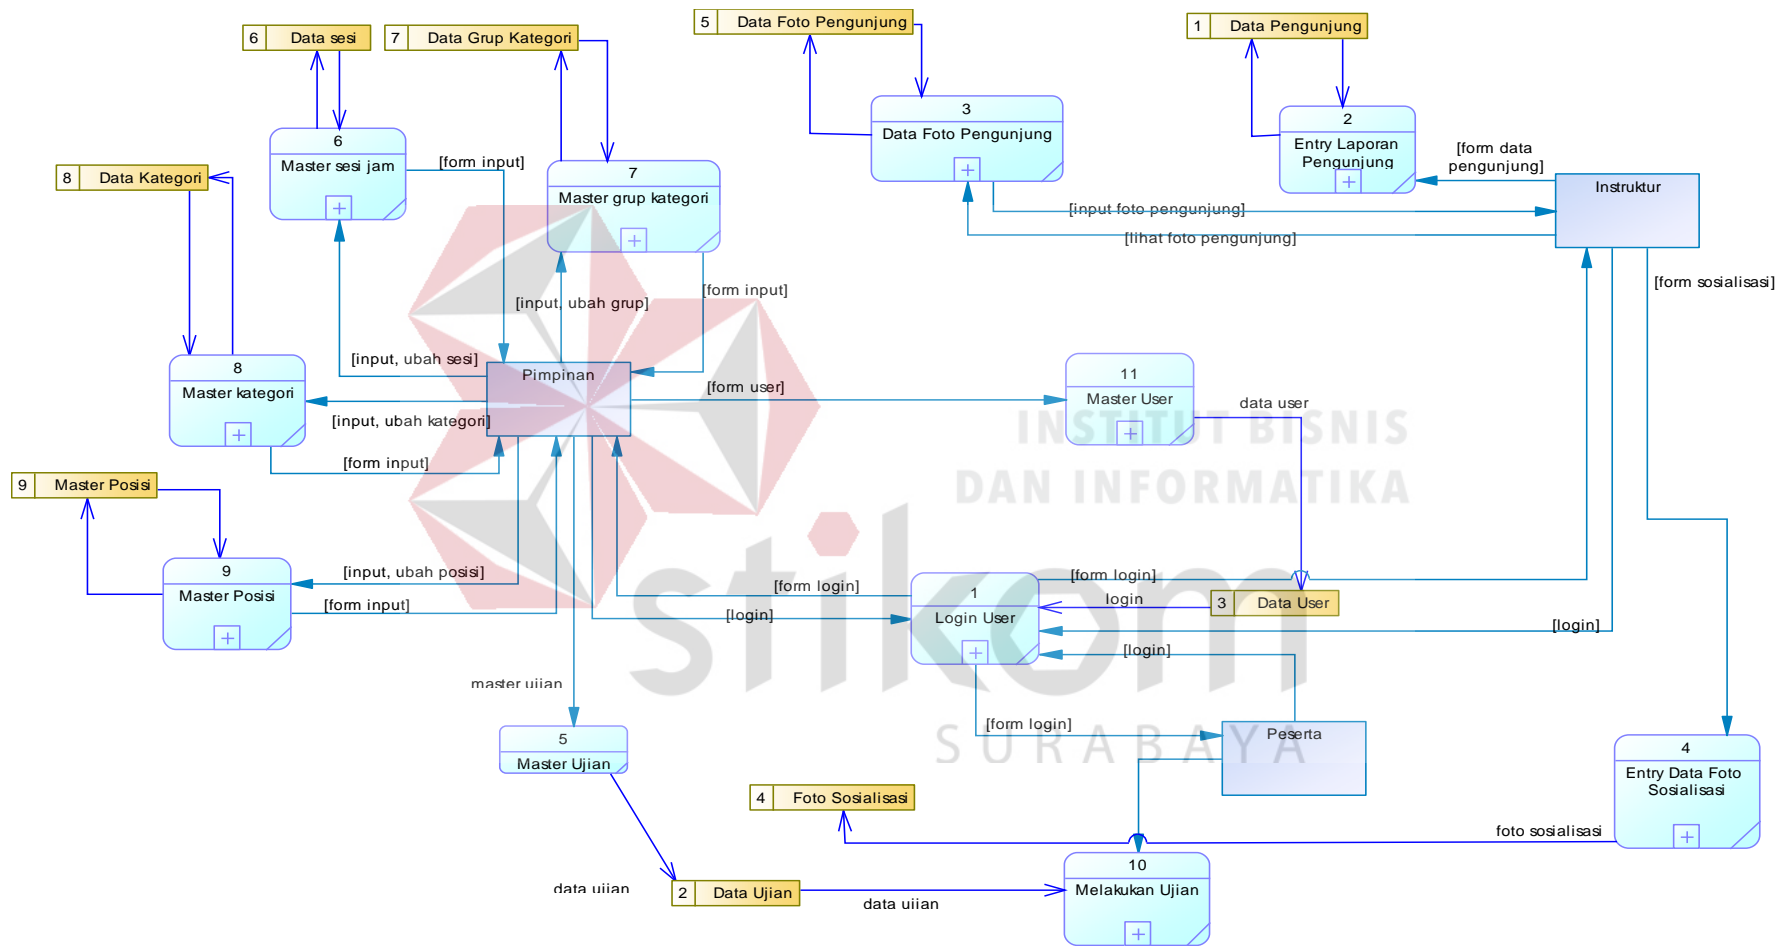 5 Data Foto Pengunjung
1 Data Pengunjung
6 Data sesi
7 Data Grup Kategori
3
Data Foto Pengunjung
2
Entry Laporan
Pengunjung
6
Master sesi jam
[form input]
[form data
pengunjung]
8 Data Kategori
7
Master grup kategori
Instruktur
[input foto pengunjung]
[lihat foto pengunjung]
[form sosialisasi]
[form input]
[input, ubah grup]
[input, ubah sesi]
Pimpinan
8
Master kategori
[form user]
11
Master User
data user
[input, ubah kategori]
INSTITUT BISNIS
DAN INFORMATIKA
[form input]
9 Master Posisi
9
Master Posisi
[input, ubah posisi]
[form input]
[form login]
[login]
1
Login User
[form login]
login
3 Data User
[login]
[login]
stikom
SURABAYA
master ujian
[form login]
Peserta
5
Master Ujian
4
Entry Data Foto
Sosialisasi
4 Foto Sosialisasi
foto sosialisasi
10
Melakukan Ujian
data ujian
2 Data Ujian
data ujian